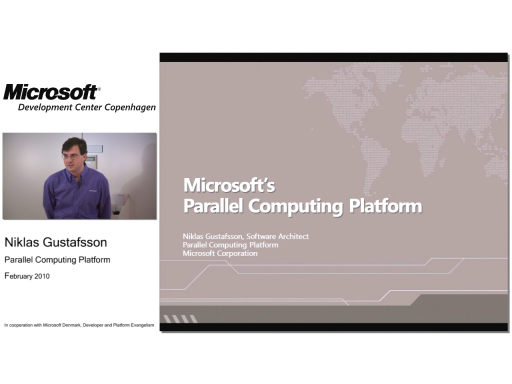 Microsoft®
Development Center Copenhagen
Niklas Gustafsson
Parallel Computing Platform
February 2010
In cooperation with Microsoft Denmark, Developer and Platform Evangelism
Microsoft's
Parallel Computing Platform
Niklas Gustafsson, Software Architect
Parallel Computing Platform
Microsoft Corporation